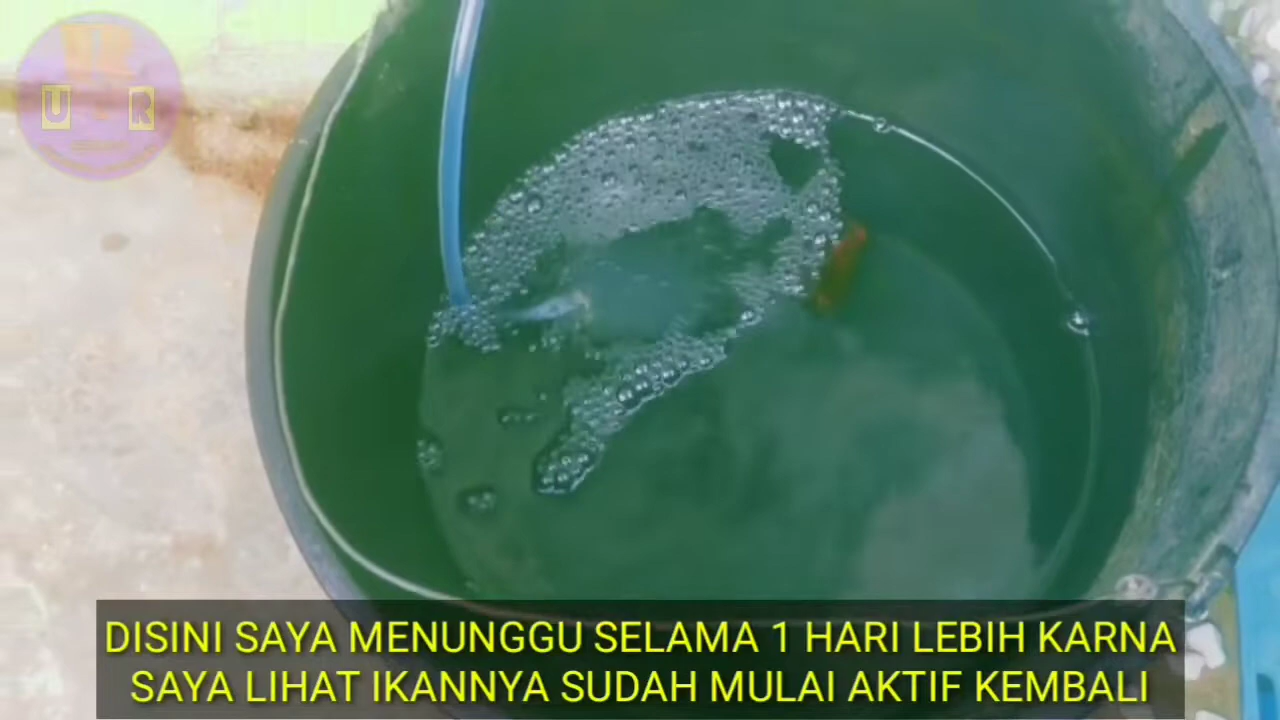 U R
DISINI SAYA MENUNGGU SELAMA 1 HARI LEBIH KARNA
SAYA LIHAT IKANNYA SUDAH MULAI AKTIF KEMBALI